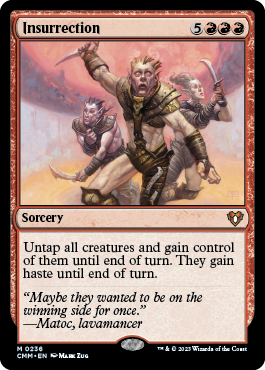 Insurrection 5
Sorcery
Untap all creatures and gain control
of them until end of turn. They gain
haste until end of turn.
“Maybe they wanted to be on the
winning side for once.”
—Matoc, lavamancer
M 0236
CMM • EN Mark Zug
™ & © 2023 Wizards of the Coast